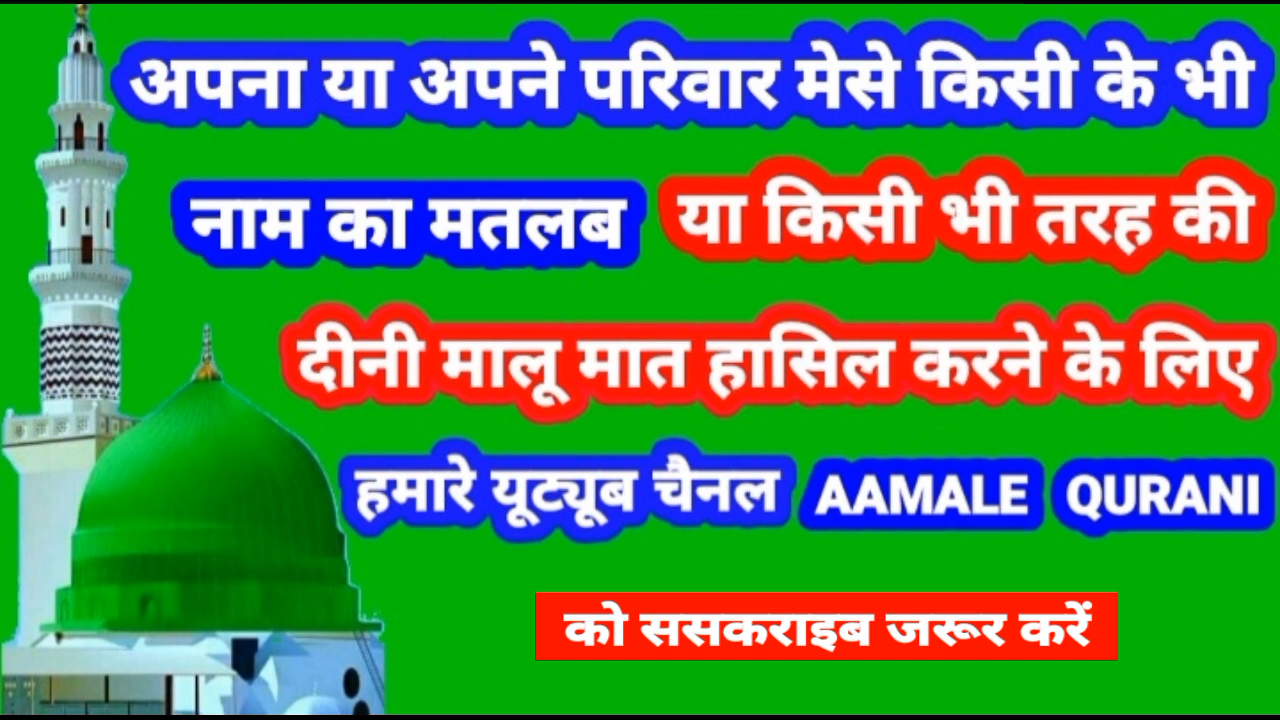 अपना या अपने परिवार मेसे किसी के भी
नाम का मतलब या किसी भी तरह की
दीनी मालू मात हासिल करने के लिए
हमारे यूट्यूब चैनल AAMALE QURANI
को ससकराइब जरूर करें